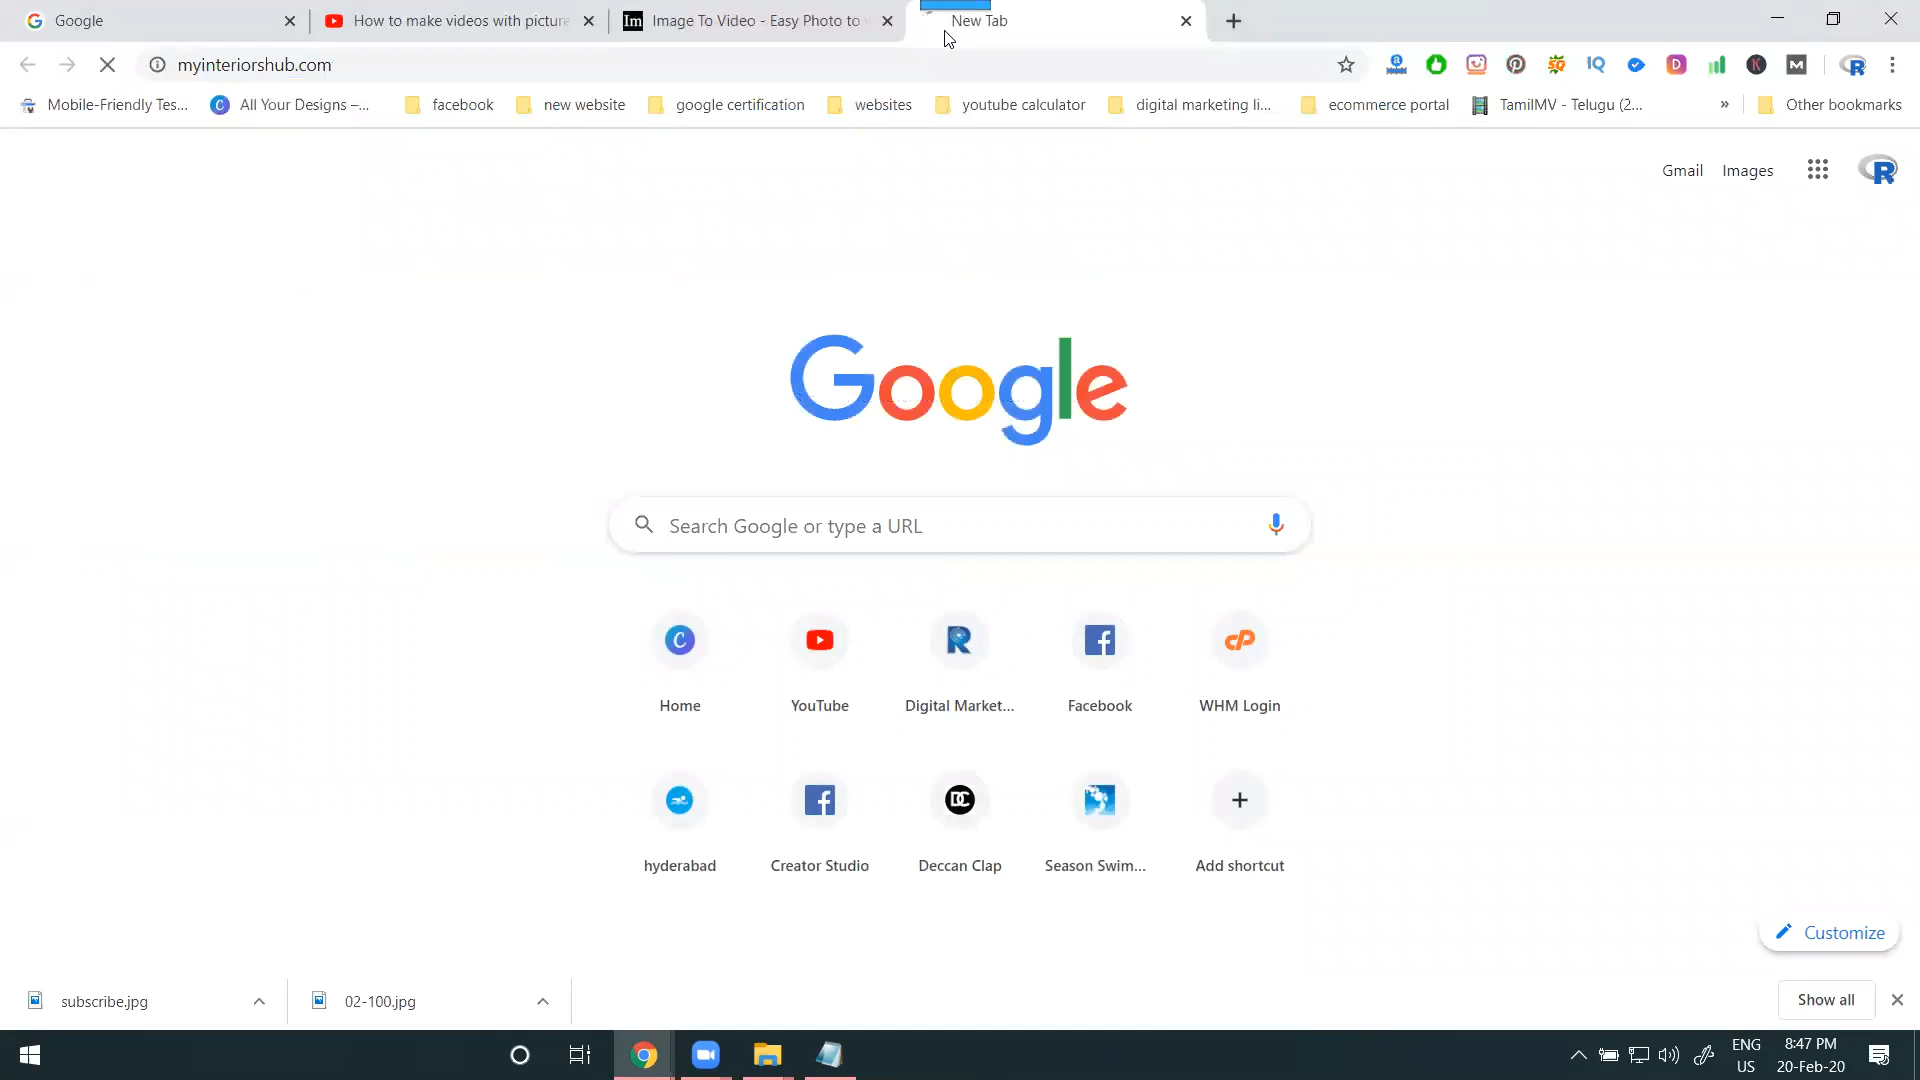 Google
How to make videos with picture
Im Image To Video - Easy Photo to v
New Tab
myinteriorshub.com
Mobile-Friendly Tes...
All Your Designs –...
facebook
new website
google certification
websites
youtube calculator
digital marketing li...
ecommerce portal
TamilMV - Telugu (2...
»
Other bookmarks
Gmail
Images
Google
Search Google or type a URL
Home
YouTube
Digital Market...
Facebook
WHM Login
hyderabad
Creator Studio
Deccan Clap
Season Swim...
Add shortcut
Customize
subscribe.jpg
02-100.jpg
Show all
ENG
US
8:47 PM
20-Feb-20